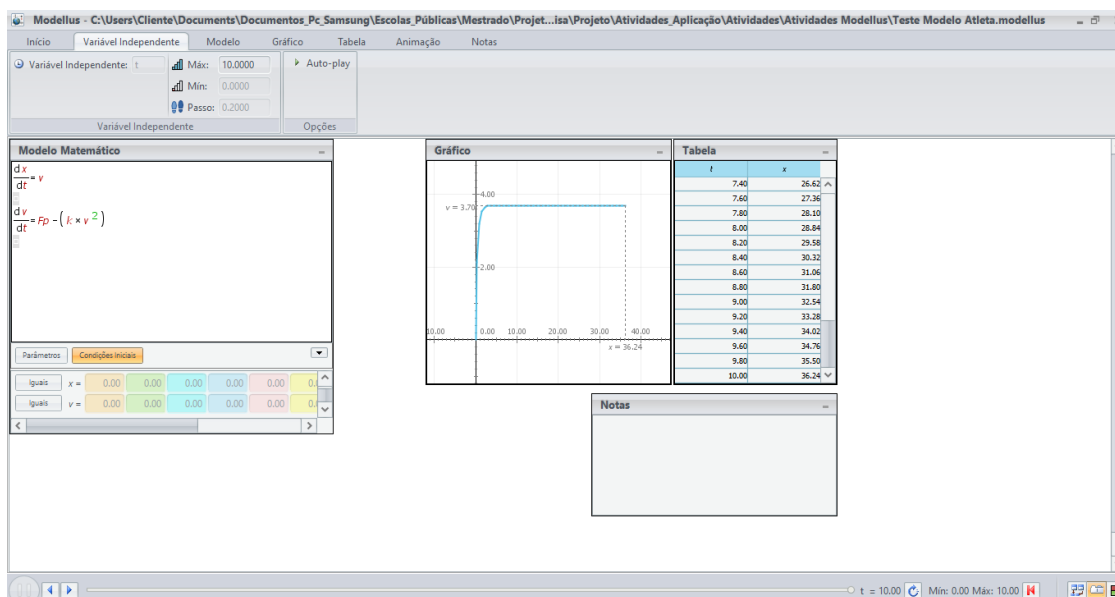 Modellus - C:\Users\Cliente\Documents\Documentos_Pc_Samsung\Escolas_Públicas\Mestrado\Projet...isa\Projeto\Atividades_Aplicação\Atividades\Atividades Modellus\Teste Modelo Atleta.modellus
Início Variável Independente Modelo Gráfico Tabela Animação Notas
Variável Independente: t Máx: 10.0000 Auto-play
Mín: 0.0000
Passo: 0.2000
Variável Independente Opções
Modelo Matemático
dx/dt = v
dv/dt = Fp - (k × v^2)
Parâmetros Condições Iniciais
Iguais x = 0.00 0.00 0.00 0.00 0.00
Iguais v = 0.00 0.00 0.00 0.00 0.00
Gráfico
4.00
v = 3.70
2.00
10.00 0.00 10.00 20.00 30.00 40.00
x = 36.24
Tabela
t x
7.40 26.62
7.60 27.36
7.80 28.10
8.00 28.84
8.20 29.58
8.40 30.32
8.60 31.06
8.80 31.80
9.00 32.54
9.20 33.28
9.40 34.02
9.60 34.76
9.80 35.50
10.00 36.24
Notas
t = 10.00 Mín: 0.00 Máx: 10.00